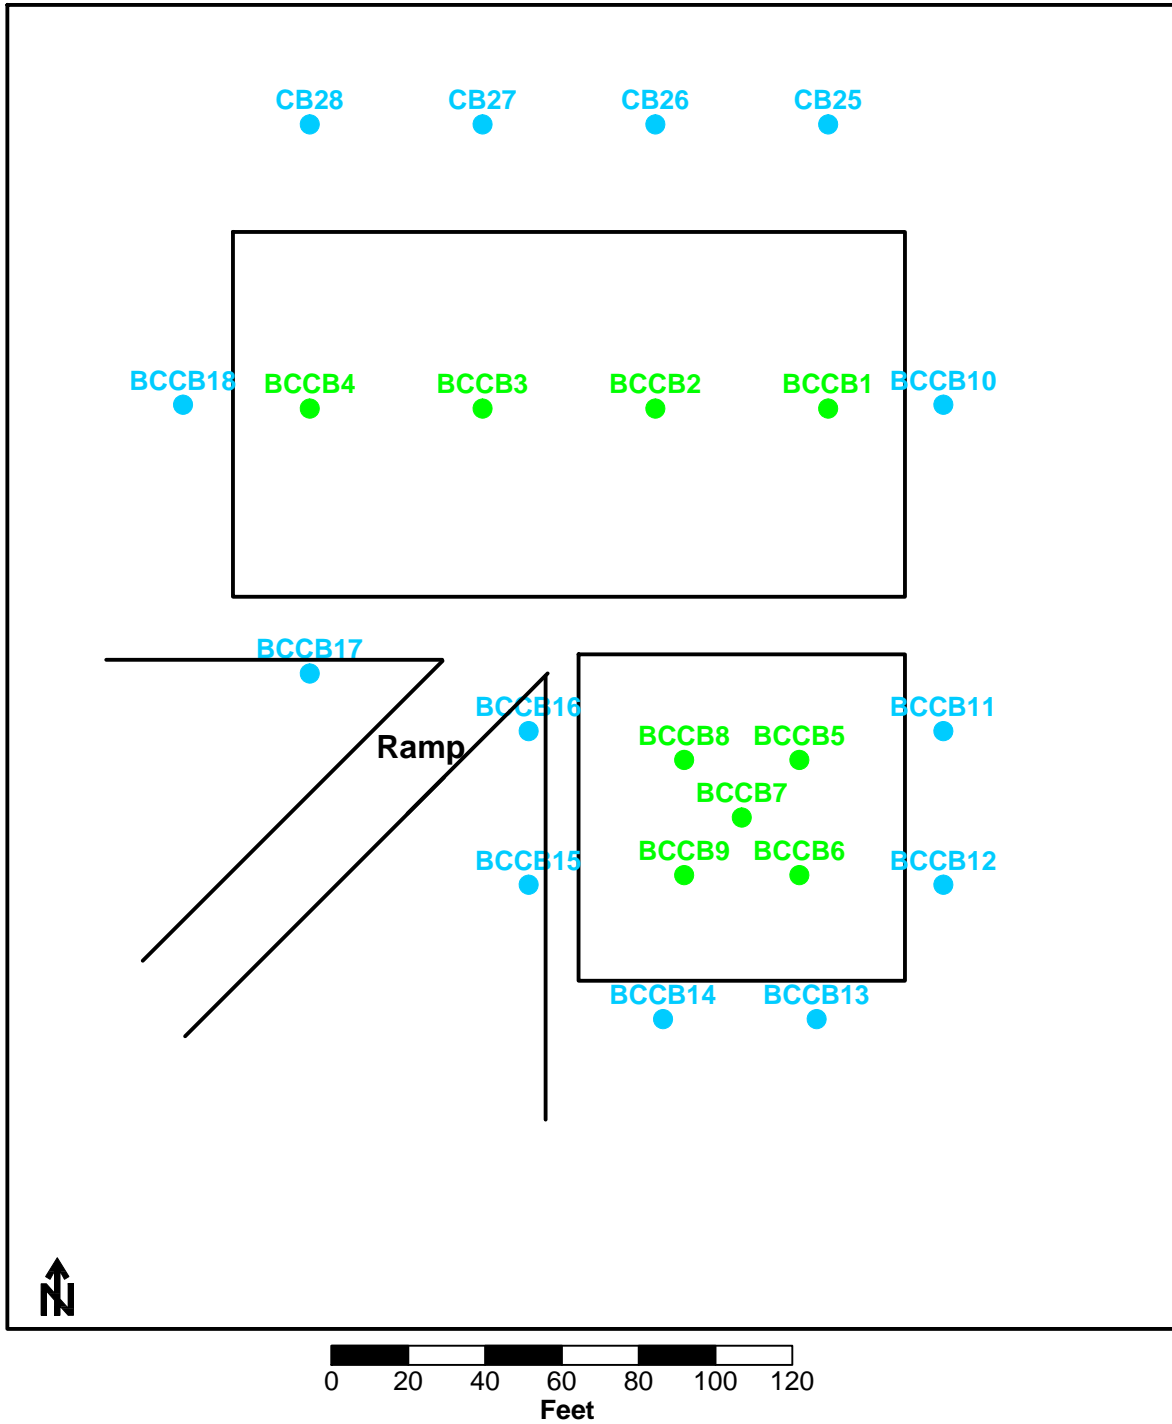 CB28 CB27 CB26 CB25
BCCB18 BCCB4 BCCB3 BCCB2 BCCB1 BCCB10
BCCB17
BCCB16 BCCB11
Ramp BCCB8 BCCB5
BCCB7
BCCB15 BCCB9 BCCB6 BCCB12
BCCB14 BCCB13
N
0 20 40 60 80 100 120
Feet